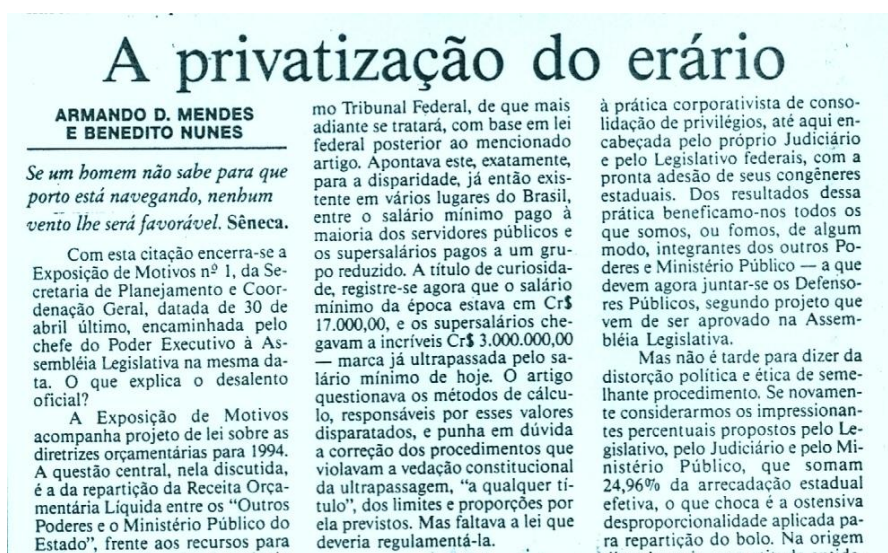 A privatização do erário
ARMANDO D. MENDES
E BENEDITO NUNES
Se um homem não sabe para que
porto está navegando, nenhum
vento lhe será favorável. Sêneca.
Com esta citação encerra-se a
Exposição de Motivos nº 1, da Se-
cretaria de Planejamento e Coor-
denação Geral, datada de 30 de
abril último, encaminhada pelo
chefe do Poder Executivo à As-
sembléia Legislativa na mesma da-
ta. O que explica o desalento
oficial?
A Exposição de Motivos
acompanha projeto de lei sobre as
diretrizes orçamentárias para 1994.
A questão central, nela discutida,
é a da repartição da Receita Orça-
mentária Líquida entre os "Outros
Poderes e o Ministério Público do
Estado", frente aos recursos para
mo Tribunal Federal, de que mais
adiante se tratará, com base em lei
federal posterior ao mencionado
artigo. Apontava este, exatamente,
para a disparidade, já então exis-
tente em vários lugares do Brasil,
entre o salário mínimo pago à
maioria dos servidores públicos e
os supersalários pagos a um gru-
po reduzido. A título de curiosida-
de, registre-se agora que o salário
mínimo da época estava em Cr$
17.000,00, e os supersalários che-
gavam a incríveis Cr$ 3.000.000,00
— marca já ultrapassada pelo sa-
lário mínimo de hoje. O artigo
questionava os métodos de cálcu-
lo, responsáveis por esses valores
disparatados, e punha em dúvida
a correção dos procedimentos que
violavam a vedação constitucional
da ultrapassagem, "a qualquer tí-
tulo", dos limites e proporções por
ela previstos. Mas faltava a lei que
deveria regulamentá-la.
à prática corporativista de conso-
lidação de privilégios, até aqui en-
cabeçada pelo próprio Judiciário
e pelo Legislativo federais, com a
pronta adesão de seus congêneres
estaduais. Dos resultados dessa
prática beneficamo-nos todos os
que somos, ou fomos, de algum
modo, integrantes dos outros Po-
deres e Ministério Público — a que
devem agora juntar-se os Defenso-
res Públicos, segundo projeto que
vem de ser aprovado na Assem-
bléia Legislativa.
Mas não é tarde para dizer da
distorção política e ética de seme-
lhante procedimento. Se novamen-
te considerarmos os impressionan-
tes percentuais propostos pelo Le-
gislativo, pelo Judiciário e pelo Mi-
nistério Público, que somam
24,96% da arrecadação estadual
efetiva, o que choca é a ostensiva
desproporcionalidade aplicada pa-
ra repartição do bolo. Na origem